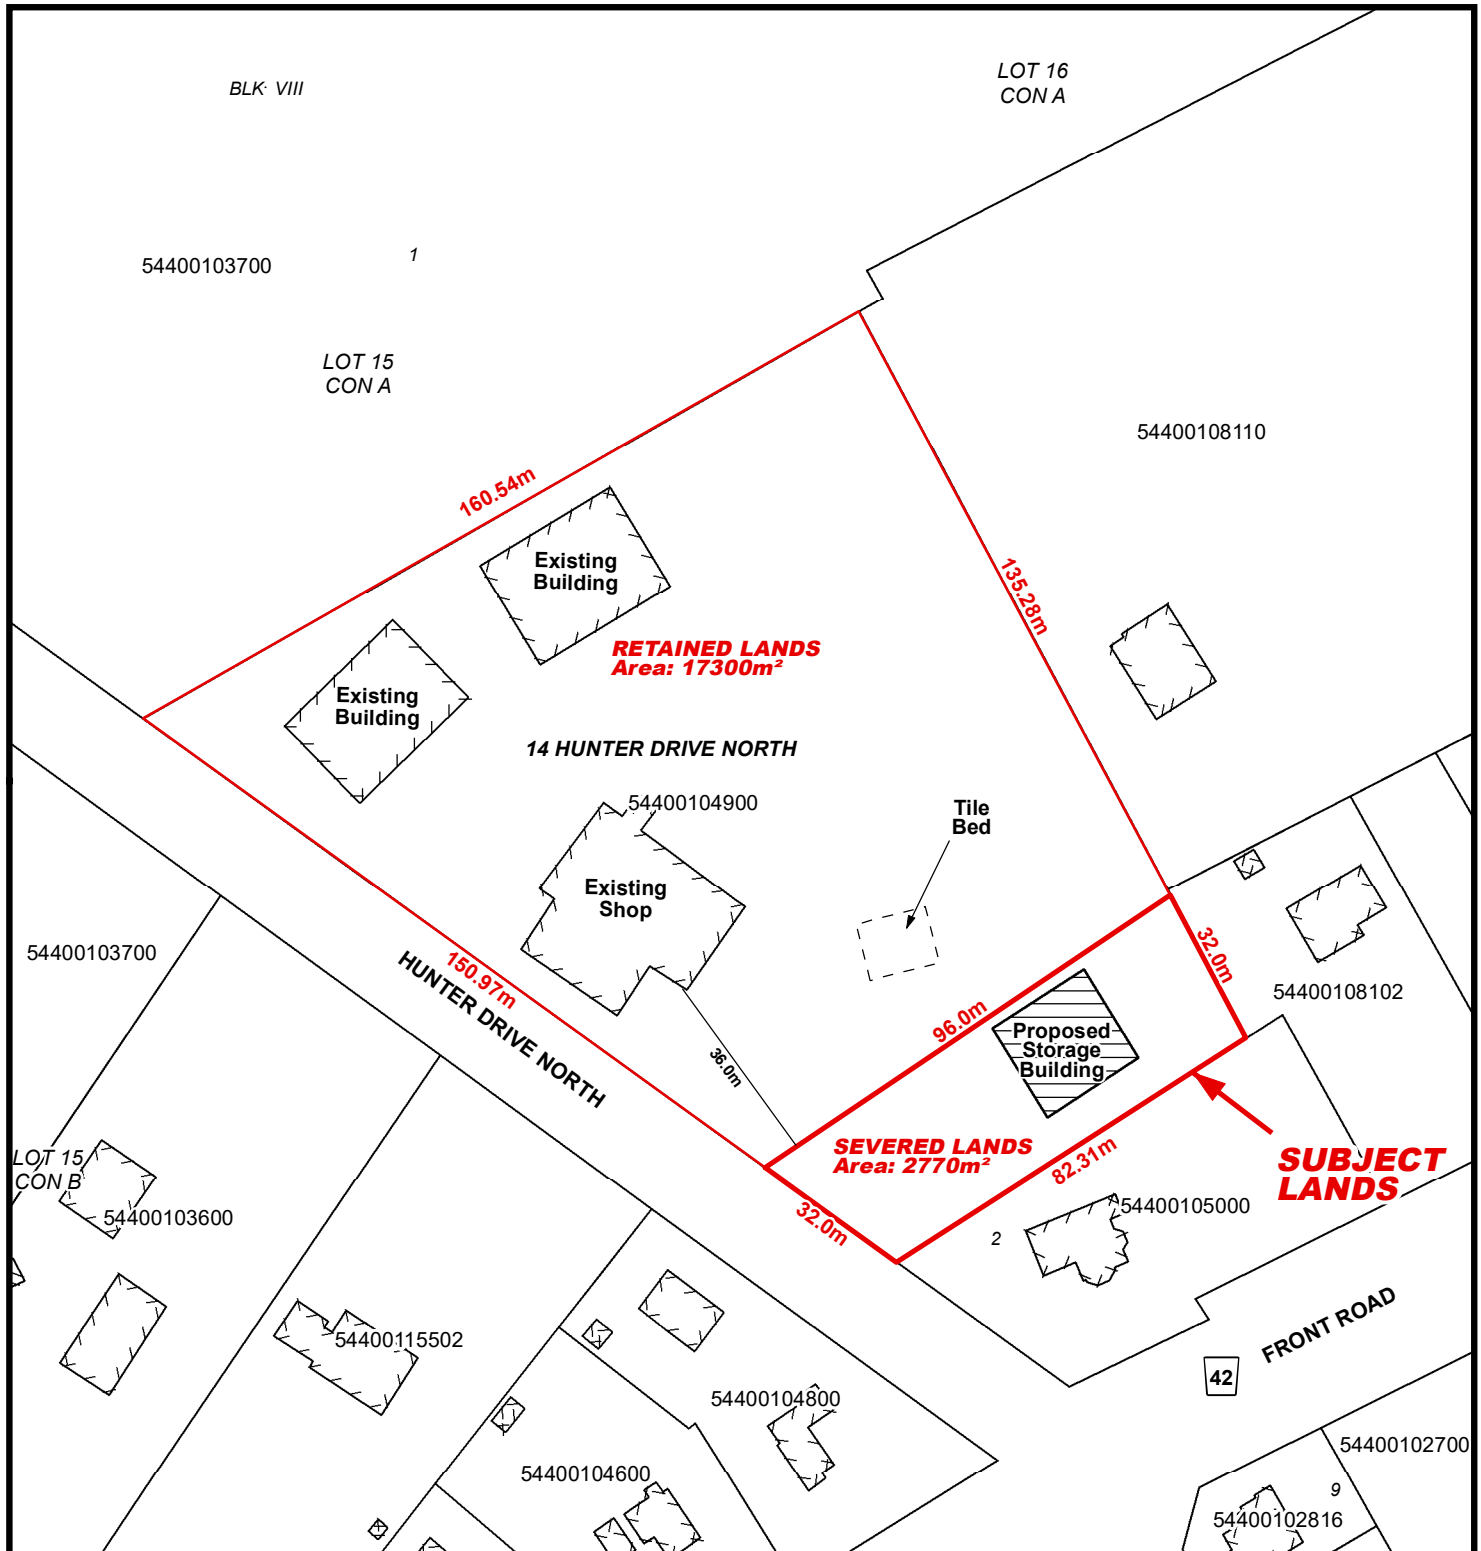 BLK· VIII
LOT 16
CON A
1
54400103700
LOT 15
CON A
54400108110
160.54m
Existing
Building
135.28m
RETAINED LANDS
Area: 17300m²
Existing
Building
14 HUNTER DRIVE NORTH
54400104900
Tile
Bed
Existing
Shop
54400103700
150.97m
HUNTER DRIVE NORTH
32.0m
54400108102
96.0m
Proposed
Storage
Building
36.0m
SEVERED LANDS
Area: 2770m²
82.31m
SUBJECT
LANDS
LOT 15
CON B
54400103600
32.0m
2
54400105000
FRONT ROAD
54400115502
42
54400104800
54400102700
54400104600
9
54400102816